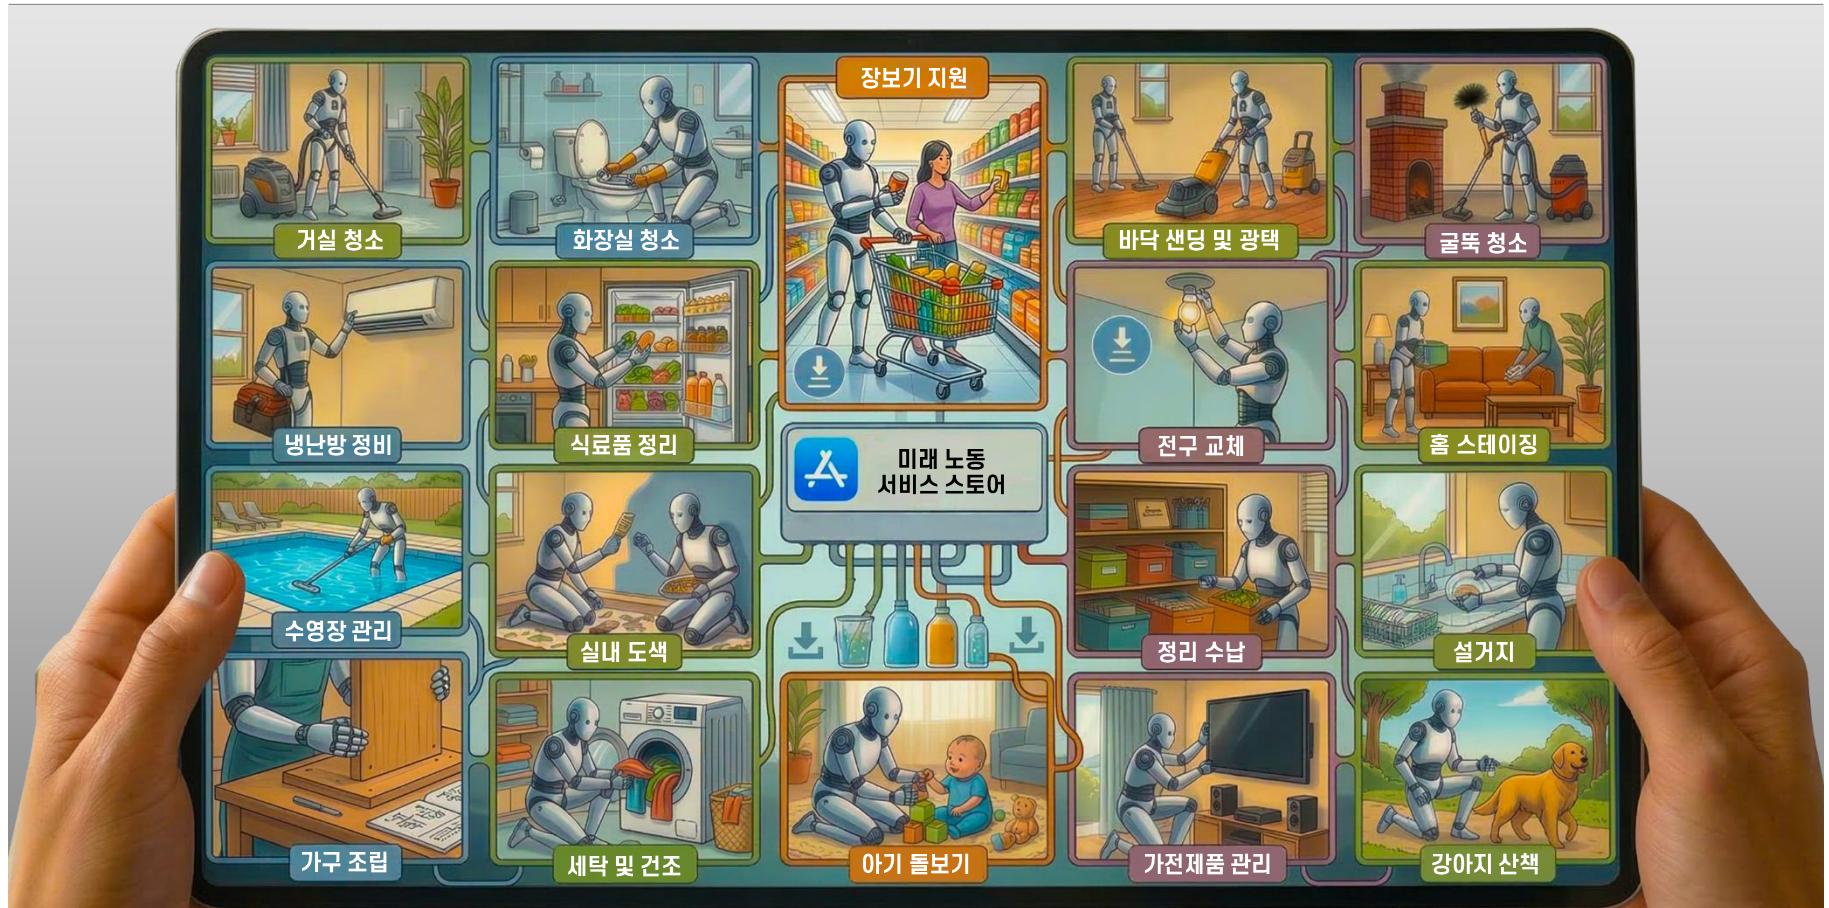 장보기 지원
거실 청소
화장실 청소
바닥 샌딩 및 광택
굴뚝 청소
냉난방 정비
식료품 정리
전구 교체
홈 스테이징
미래 노동
서비스 스토어
수영장 관리
실내 도색
정리 수납
설거지
가구 조립
세탁 및 건조
아기 돌보기
가전제품 관리
강아지 산책